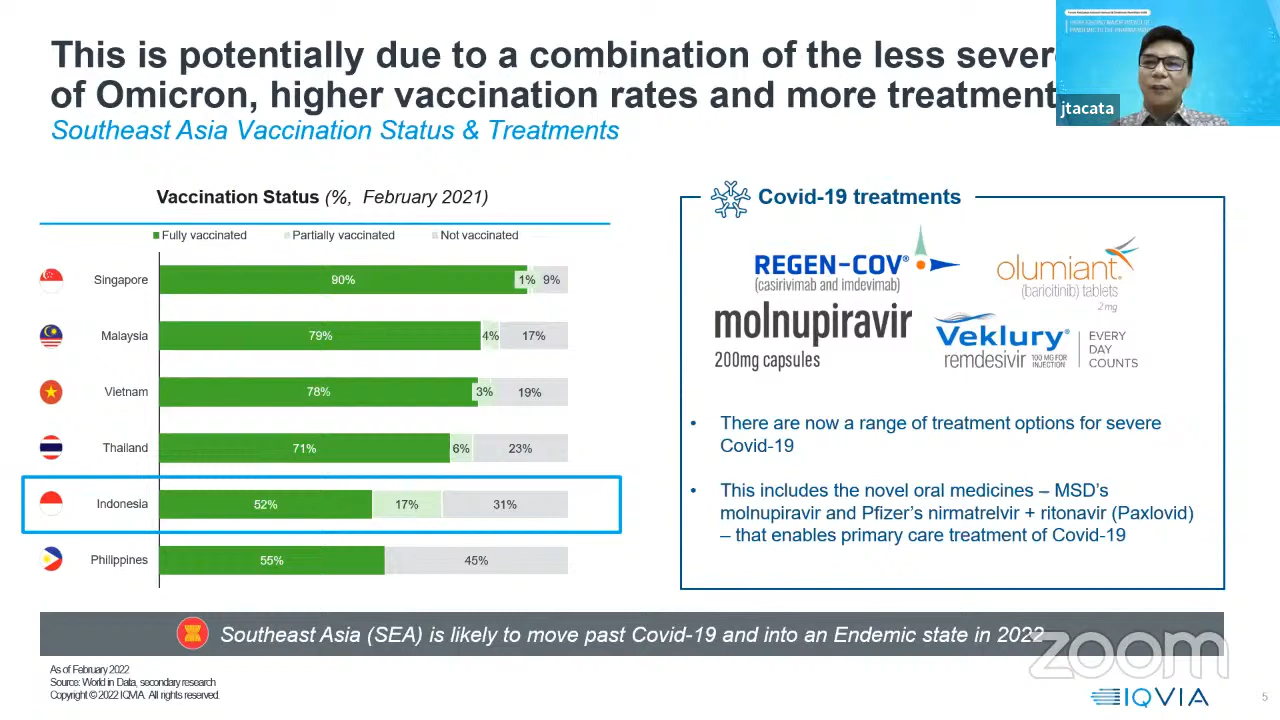 This is potentially due to a combination of the less severe
of Omicron, higher vaccination rates and more treatment
Southeast Asia Vaccination Status & Treatments
jtacata
Vaccination Status (%, February 2021)
Fully vaccinated Partially vaccinated Not vaccinated
Singapore 90% 1% 9%
Malaysia 79% 4% 17%
Vietnam 78% 3% 19%
Thailand 71% 6% 23%
Indonesia 52% 17% 31%
Philippines 55% 45%
Covid-19 treatments
REGEN-COV®
(casirivimab and imdevimab)
olumiant
(baricitinib) tablets
2 mg
molnupiravir
200mg capsules
Veklury®
remdesivir 100 MG FOR INJECTION
EVERY
DAY
COUNTS
• There are now a range of treatment options for severe
Covid-19
• This includes the novel oral medicines – MSD's
molnupiravir and Pfizer's nirmatrelvir + ritonavir (Paxlovid)
– that enables primary care treatment of Covid-19
Southeast Asia (SEA) is likely to move past Covid-19 and into an Endemic state in 2022
zoom
As of February 2022
Source: World in Data, secondary research
Copyright © 2022 IQVIA. All rights reserved.
IQVIA
5